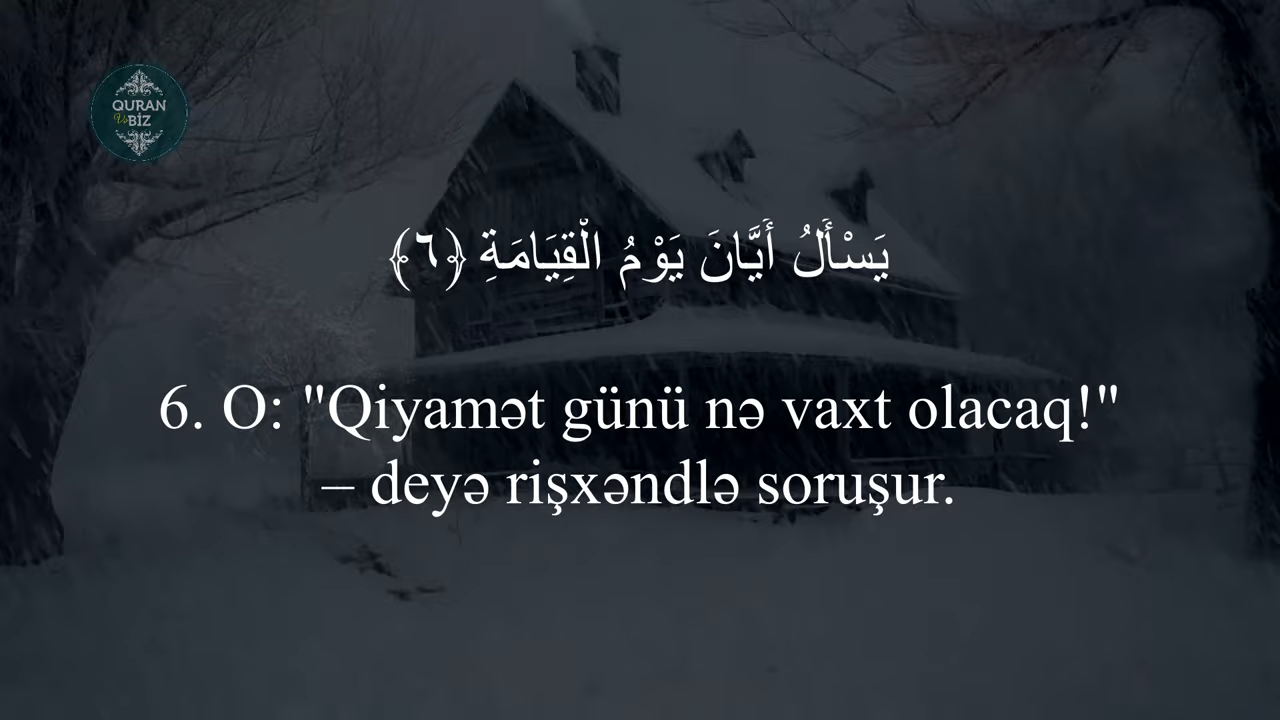 QURAN
Və BİZ
يَسْأَلُ أَيَّانَ يَوْمُ الْقِيَامَةِ ﴿٦﴾
6. O: "Qiyamət günü nə vaxt olacaq!"
– deyə rişxəndlə soruşur.